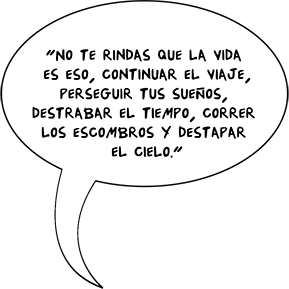 "NO TE RINDAS QUE LA VIDA
ES ESO, CONTINUAR EL VIAJE,
PERSEGUIR TUS SUEÑOS,
DESTRABAR EL TIEMPO, CORRER
LOS ESCOMBROS Y DESTAPAR
EL CIELO."